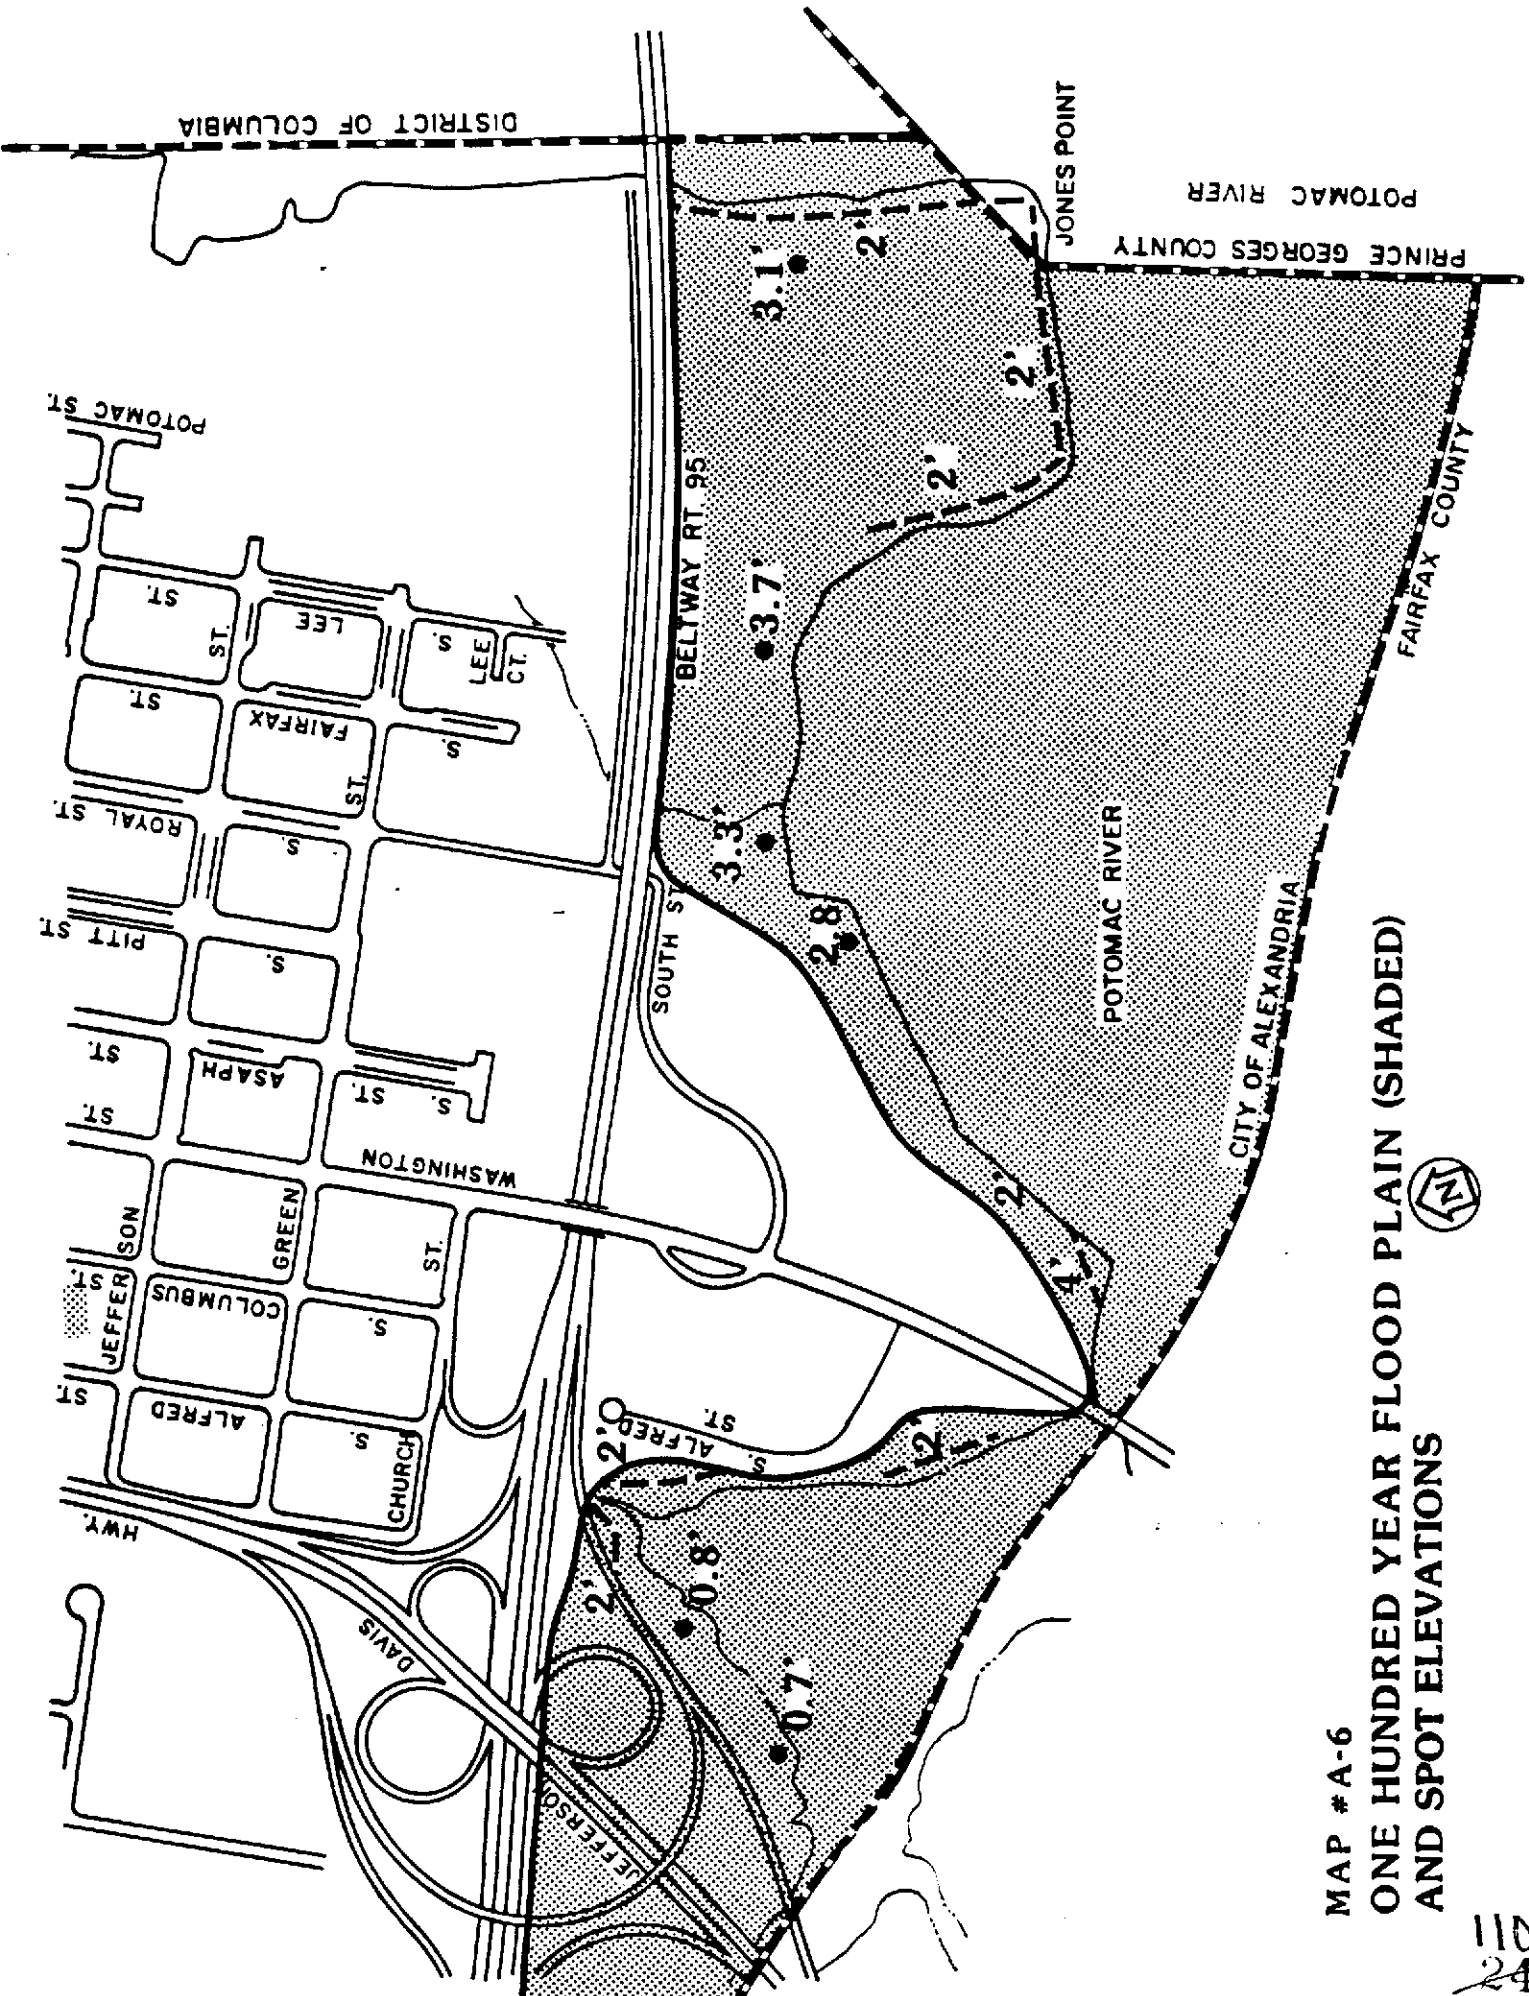 DISTRICT OF COLUMBIA
POTOMAC RIVER
PRINCE GEORGES COUNTY
JONES POINT
POTOMAC ST.
ST.
LEE
S.
LEE
CT.
ST.
ST.
FAIRFAX
S.
ST.
ROYAL ST.
S.
PITT ST.
S.
ST.
ASAPH
ST.
S.
ST.
WASHINGTON
JEFFERSON
ST.
GREEN
COLUMBUS
S.
ST.
ST.
ALFRED
S.
CHURCH
HWY.
DAVIS
JEFFERSON
BELTWAY RT. 95
SOUTH ST.
S. ALFRED ST.
3.1'
2'
2'
2'
3.7'
3.3'
2.8
2'
4'
2'
2'
2'
0.8'
0.7'
POTOMAC RIVER
FAIRFAX COUNTY
CITY OF ALEXANDRIA
MAP #A-6
ONE HUNDRED YEAR FLOOD PLAIN (SHADED)
AND SPOT ELEVATIONS
N